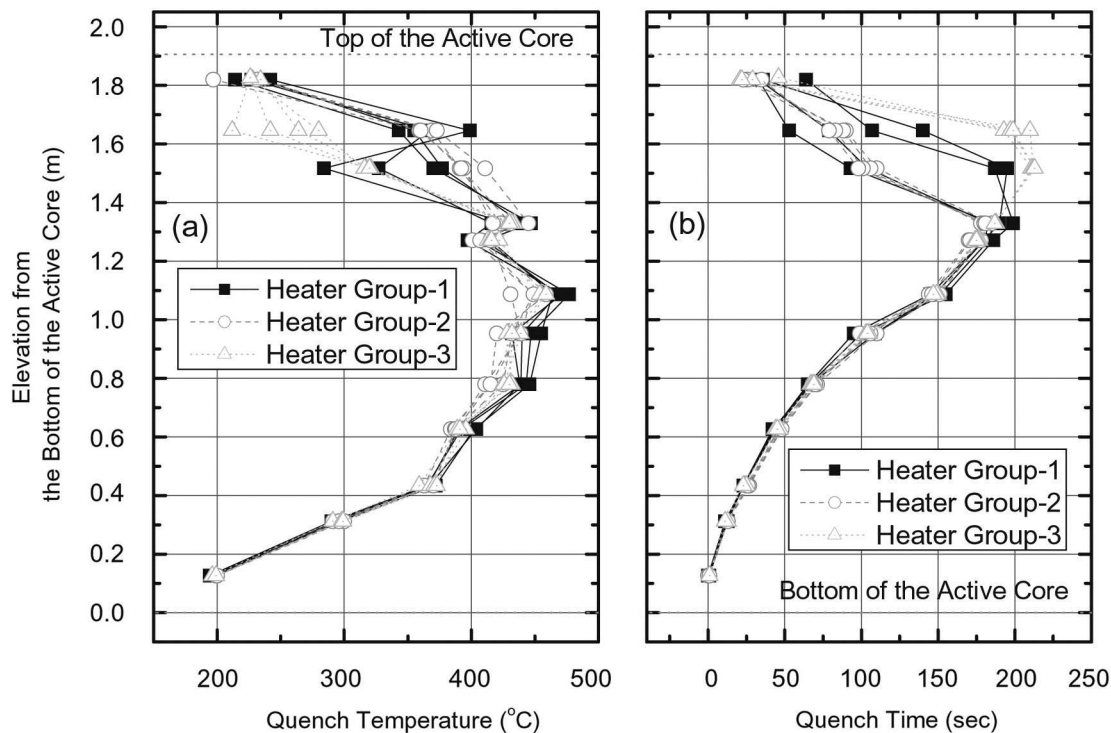 2.0
1.8
1.6
1.4
1.2
1.0
0.8
0.6
0.4
0.2
0.0
Elevation from
the Bottom of the Active Core (m)
Top of the Active Core
(a)
Heater Group-1
Heater Group-2
Heater Group-3
200 300 400 500
Quench Temperature (°C)
(b)
Heater Group-1
Heater Group-2
Heater Group-3
Bottom of the Active Core
0 50 100 150 200 250
Quench Time (sec)